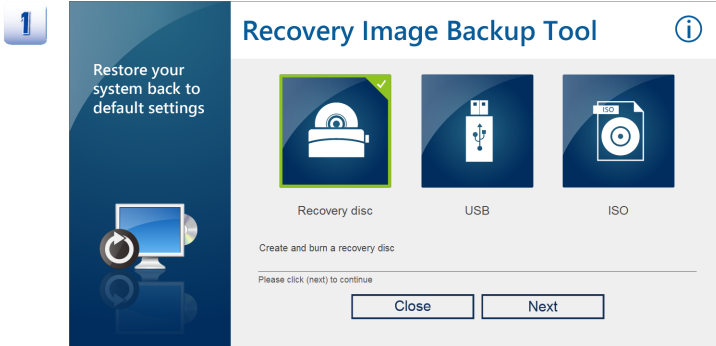 1
Recovery Image Backup Tool
i
Restore your
system back to
default settings
ISO
Recovery disc
USB
ISO
Create and burn a recovery disc
Please click (next) to continue
Close
Next